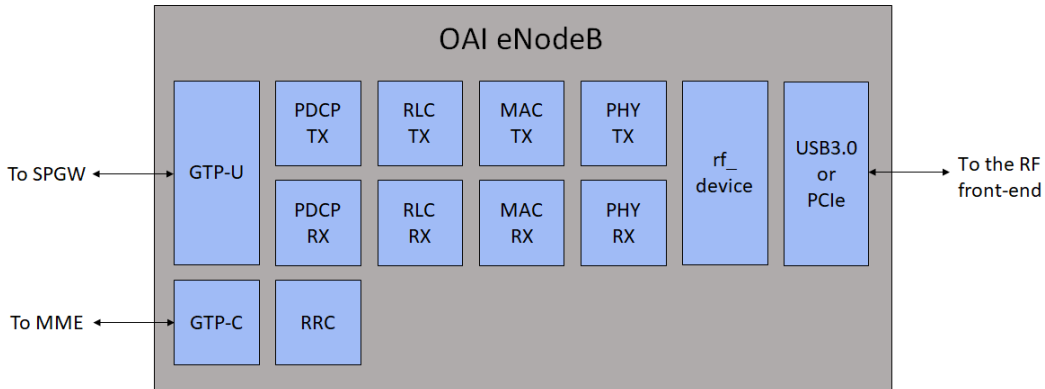 OAI eNodeB
To SPGW
GTP-U
PDCP
TX
RLC
TX
MAC
TX
PHY
TX
PDCP
RX
RLC
RX
MAC
RX
PHY
RX
rf_
device
USB3.0
or
PCIe
To the RF
front-end
To MME
GTP-C
RRC